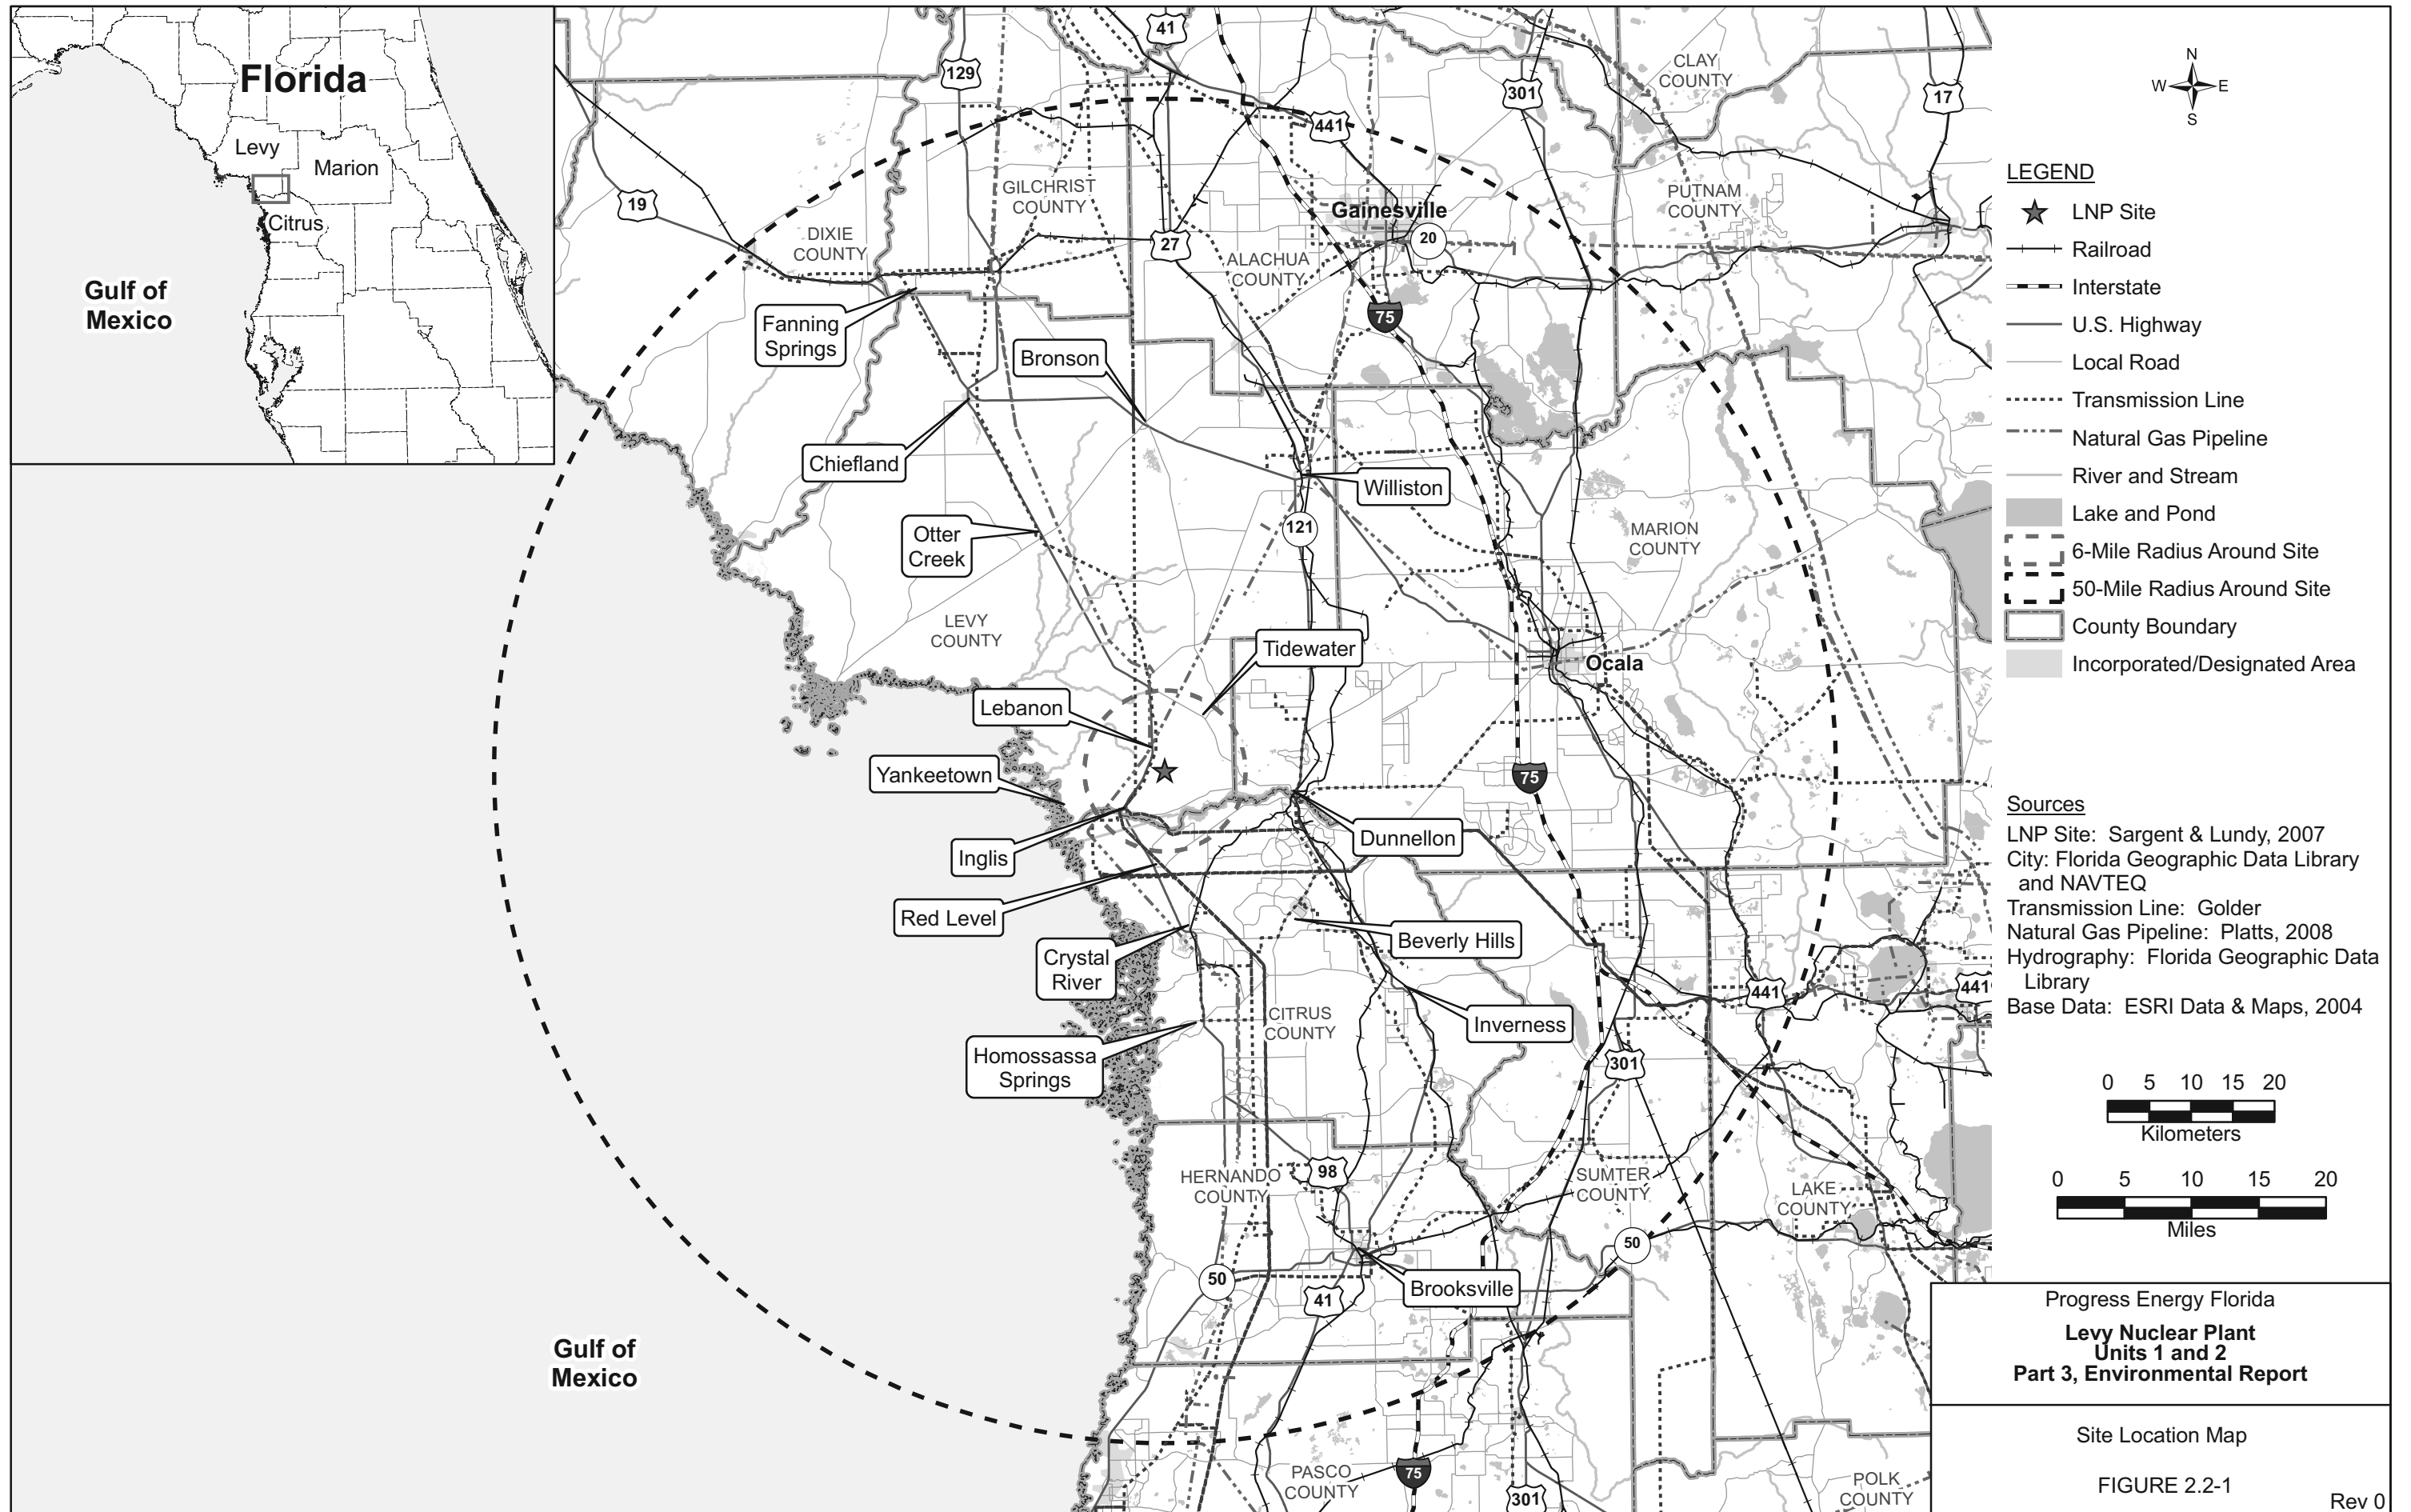 Florida
Levy
Marion
Citrus
Gulf of
Mexico
41
129
19
27
441
301
17
20
75
CLAY
COUNTY
PUTNAM
COUNTY
GILCHRIST
COUNTY
DIXIE
COUNTY
ALACHUA
COUNTY
Gainesville
Fanning
Springs
Bronson
Chiefland
Williston
121
Otter
Creek
MARION
COUNTY
LEVY
COUNTY
Tidewater
Ocala
Lebanon
Yankeetown
75
Inglis
Dunnellon
Red Level
Beverly Hills
Crystal
River
441
441
CITRUS
COUNTY
Inverness
Homossassa
Springs
301
98
HERNANDO
COUNTY
SUMTER
COUNTY
LAKE
COUNTY
50
50
Brooksville
41
Gulf of
Mexico
PASCO
COUNTY
75
301
POLK
COUNTY
N
W E
S
LEGEND
LNP Site
Railroad
Interstate
U.S. Highway
Local Road
Transmission Line
Natural Gas Pipeline
River and Stream
Lake and Pond
6-Mile Radius Around Site
50-Mile Radius Around Site
County Boundary
Incorporated/Designated Area
Sources
LNP Site: Sargent & Lundy, 2007
City: Florida Geographic Data Library
and NAVTEQ
Transmission Line: Golder
Natural Gas Pipeline: Platts, 2008
Hydrography: Florida Geographic Data
Library
Base Data: ESRI Data & Maps, 2004
0 5 10 15 20
Kilometers
0 5 10 15 20
Miles
Progress Energy Florida
Levy Nuclear Plant
Units 1 and 2
Part 3, Environmental Report
Site Location Map
FIGURE 2.2-1
Rev 0